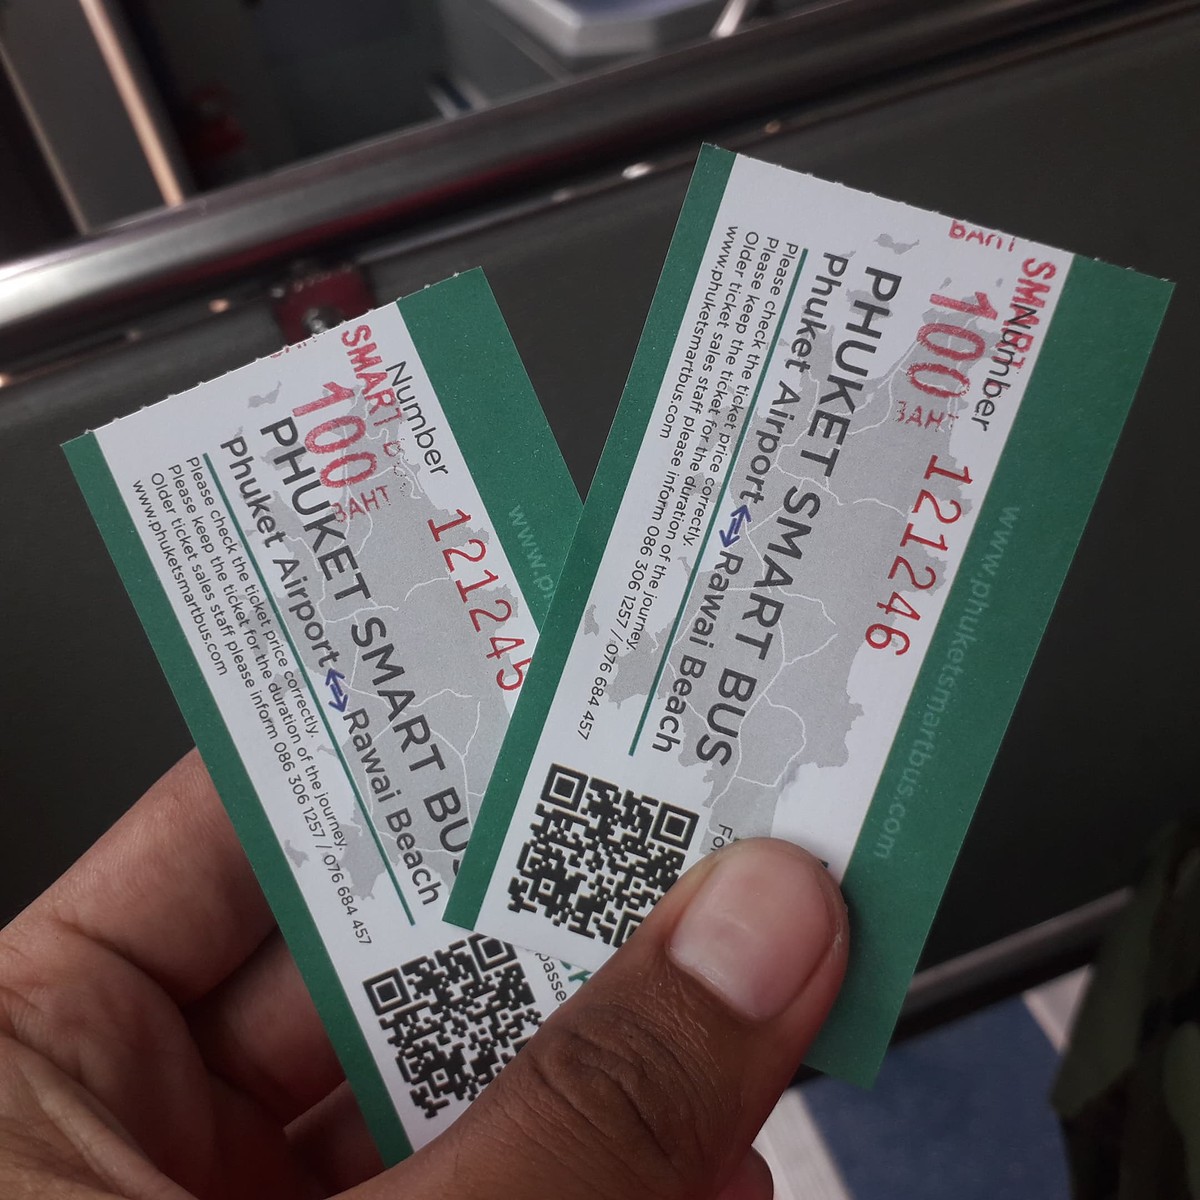 Number 121245
SMART
100
BAHT
PHUKET SMART BUS
Phuket Airport ↔ Rawai Beach
Please check the ticket price correctly.
Please keep the ticket for the duration of the journey.
Older ticket sales staff please inform 086 306 1257 / 076 684 457
www.phuketsmartbus.com
passe
BAHT
Number 121246
SMART
100
BAHT
PHUKET SMART BUS
Phuket Airport ↔ Rawai Beach
Please check the ticket price correctly.
Please keep the ticket for the duration of the journey.
Older ticket sales staff please inform 086 306 1257 / 076 684 457
www.phuketsmartbus.com
www.phuketsmartbus.com
Fo